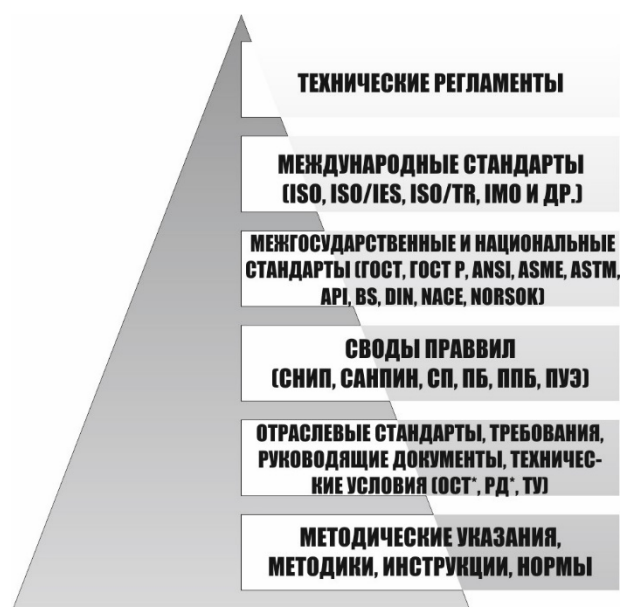 ТЕХНИЧЕСКИЕ РЕГЛАМЕНТЫ
МЕЖДУНАРОДНЫЕ СТАНДАРТЫ
(ISO, ISO/IES, ISO/TR, IMO И ДР.)
МЕЖГОСУДАРСТВЕННЫЕ И НАЦИОНАЛЬНЫЕ
СТАНДАРТЫ (ГОСТ, ГОСТ Р, ANSI, ASME, ASTM,
API, BS, DIN, NACE, NORSOK)
СВОДЫ ПРАВВИЛ
(СНИП, САНПИН, СП, ПБ, ППБ, ПУЭ)
ОТРАСЛЕВЫЕ СТАНДАРТЫ, ТРЕБОВАНИЯ,
РУКОВОДЯЩИЕ ДОКУМЕНТЫ, ТЕХНИЧЕС-
КИЕ УСЛОВИЯ (ОСТ*, РД*, ТУ)
МЕТОДИЧЕСКИЕ УКАЗАНИЯ,
МЕТОДИКИ, ИНСТРУКЦИИ, НОРМЫ